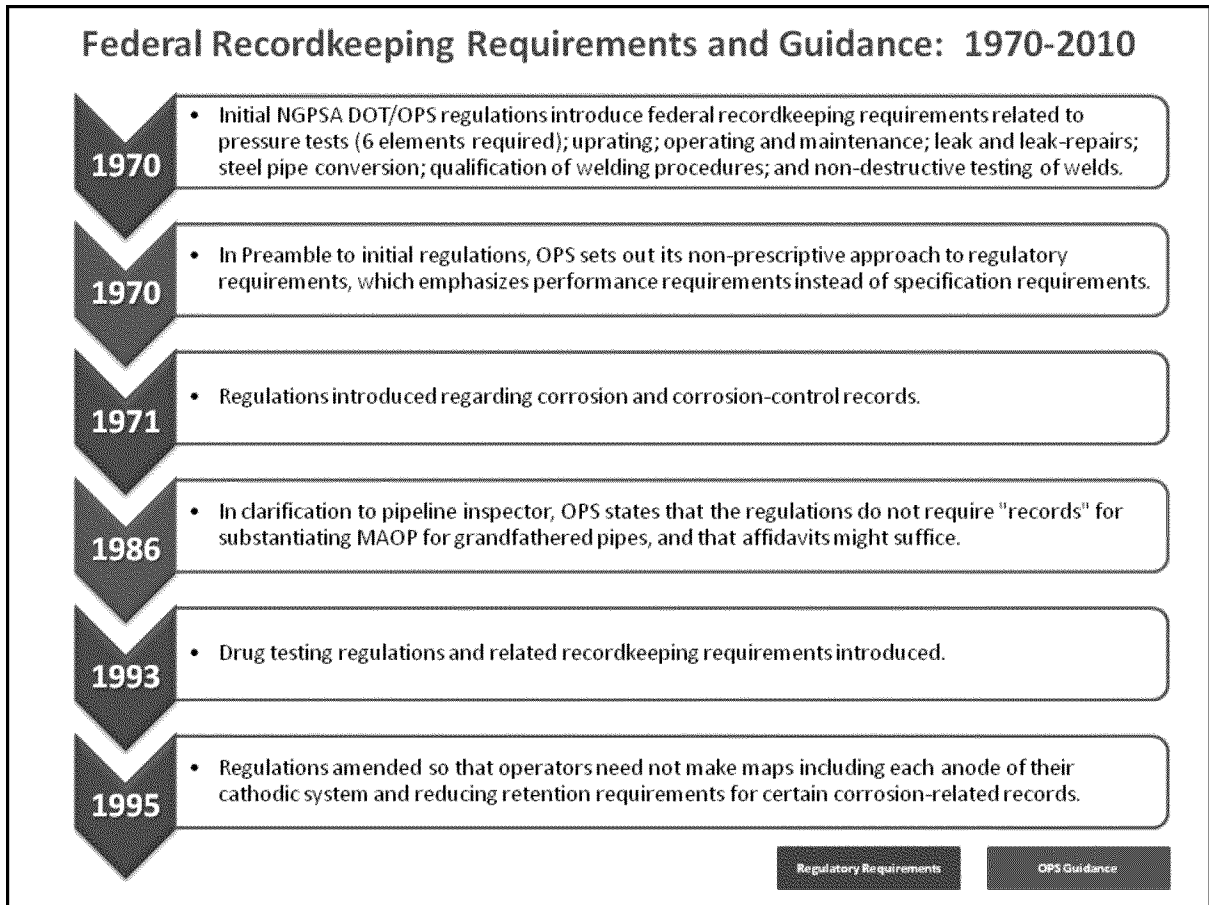 Federal Recordkeeping Requirements and Guidance: 1970-2010
1970
• Initial NGPSA DOT/OPS regulations introduce federal recordkeeping requirements related to
pressure tests (6 elements required); uprating; operating and maintenance; leak and leak-repairs;
steel pipe conversion; qualification of welding procedures; and non-destructive testing of welds.
1970
• In Preamble to initial regulations, OPS sets out its non-prescriptive approach to regulatory
requirements, which emphasizes performance requirements instead of specification requirements.
1971
• Regulations introduced regarding corrosion and corrosion-control records.
1986
• In clarification to pipeline inspector, OPS states that the regulations do not require "records" for
substantiating MAOP for grandfathered pipes, and that affidavits might suffice.
1993
• Drug testing regulations and related recordkeeping requirements introduced.
1995
• Regulations amended so that operators need not make maps including each anode of their
cathodic system and reducing retention requirements for certain corrosion-related records.
Regulatory Requirements
OPS Guidance